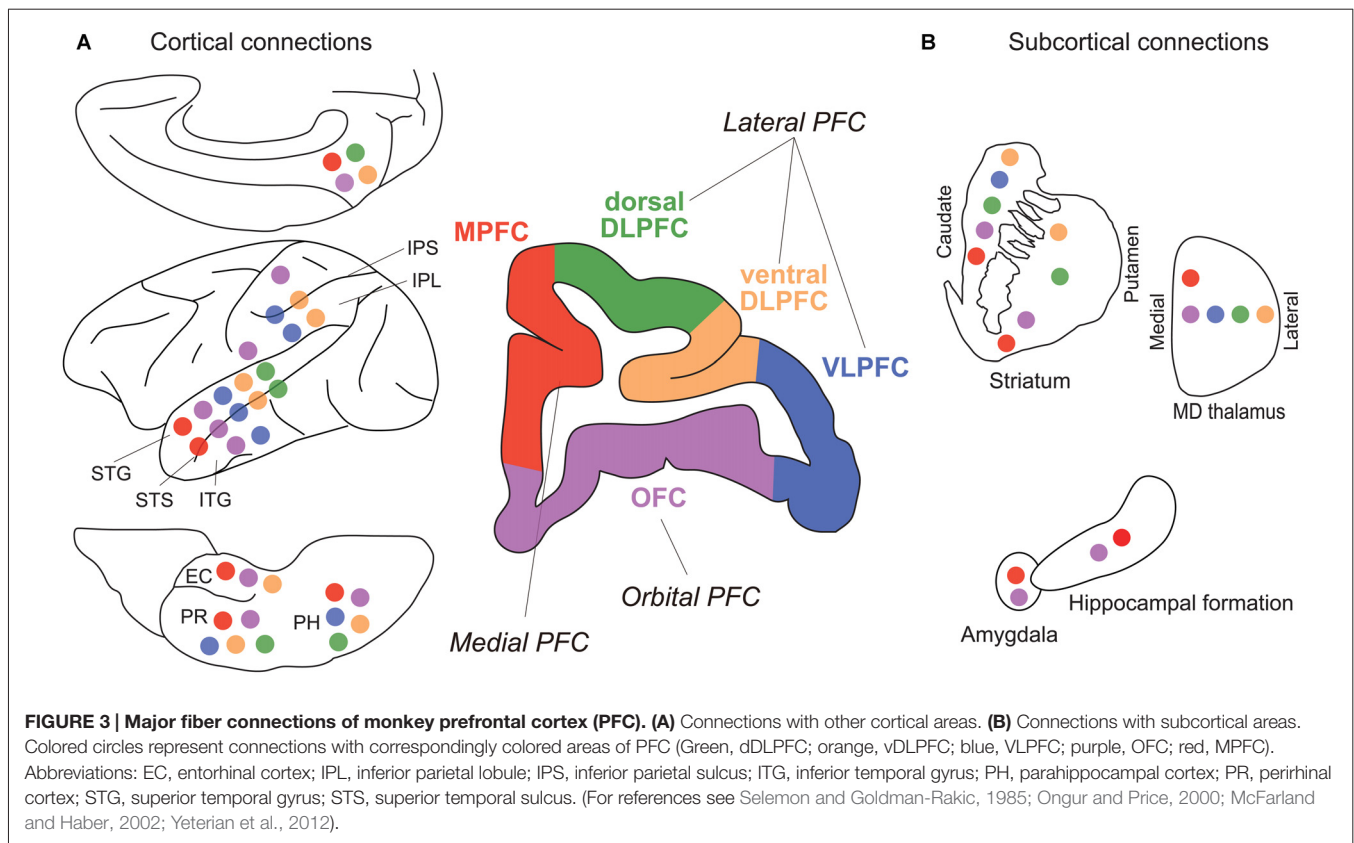 A Cortical connections
B Subcortical connections
Lateral PFC
dorsal
DLPFC
MPFC
ventral
DLPFC
VLPFC
OFC
Orbital PFC
Medial PFC
IPS
IPL
STG
STS
ITG
EC
PR
PH
Caudate
Putamen
Striatum
Medial
Lateral
MD thalamus
Hippocampal formation
Amygdala
FIGURE 3 | Major fiber connections of monkey prefrontal cortex (PFC). (A) Connections with other cortical areas. (B) Connections with subcortical areas.
Colored circles represent connections with correspondingly colored areas of PFC (Green, dDLPFC; orange, vDLPFC; blue, VLPFC; purple, OFC; red, MPFC).
Abbreviations: EC, entorhinal cortex; IPL, inferior parietal lobule; IPS, inferior parietal sulcus; ITG, inferior temporal gyrus; PH, parahippocampal cortex; PR, perirhinal
cortex; STG, superior temporal gyrus; STS, superior temporal sulcus. (For references see Selemon and Goldman-Rakic, 1985; Ongur and Price, 2000; McFarland
and Haber, 2002; Yeterian et al., 2012).